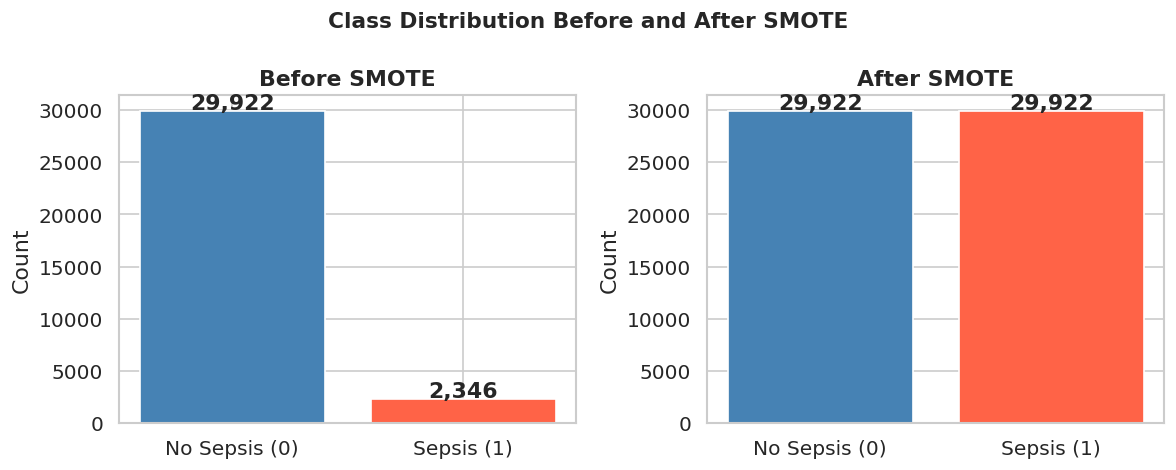 Class Distribution Before and After SMOTE
Before SMOTE
29,922
2,346
30000
25000
20000
15000
10000
5000
0
Count
No Sepsis (0)
Sepsis (1)
After SMOTE
29,922
29,922
30000
25000
20000
15000
10000
5000
0
Count
No Sepsis (0)
Sepsis (1)